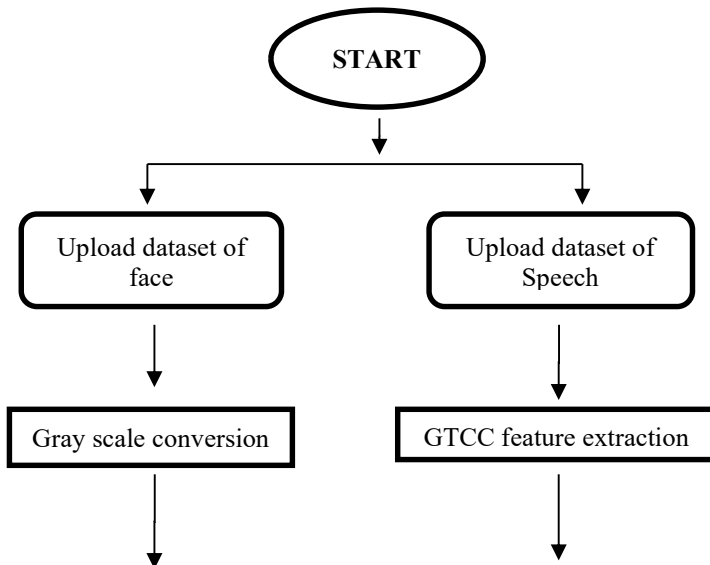 START
Upload dataset of
face
Upload dataset of
Speech
Gray scale conversion
GTCC feature extraction